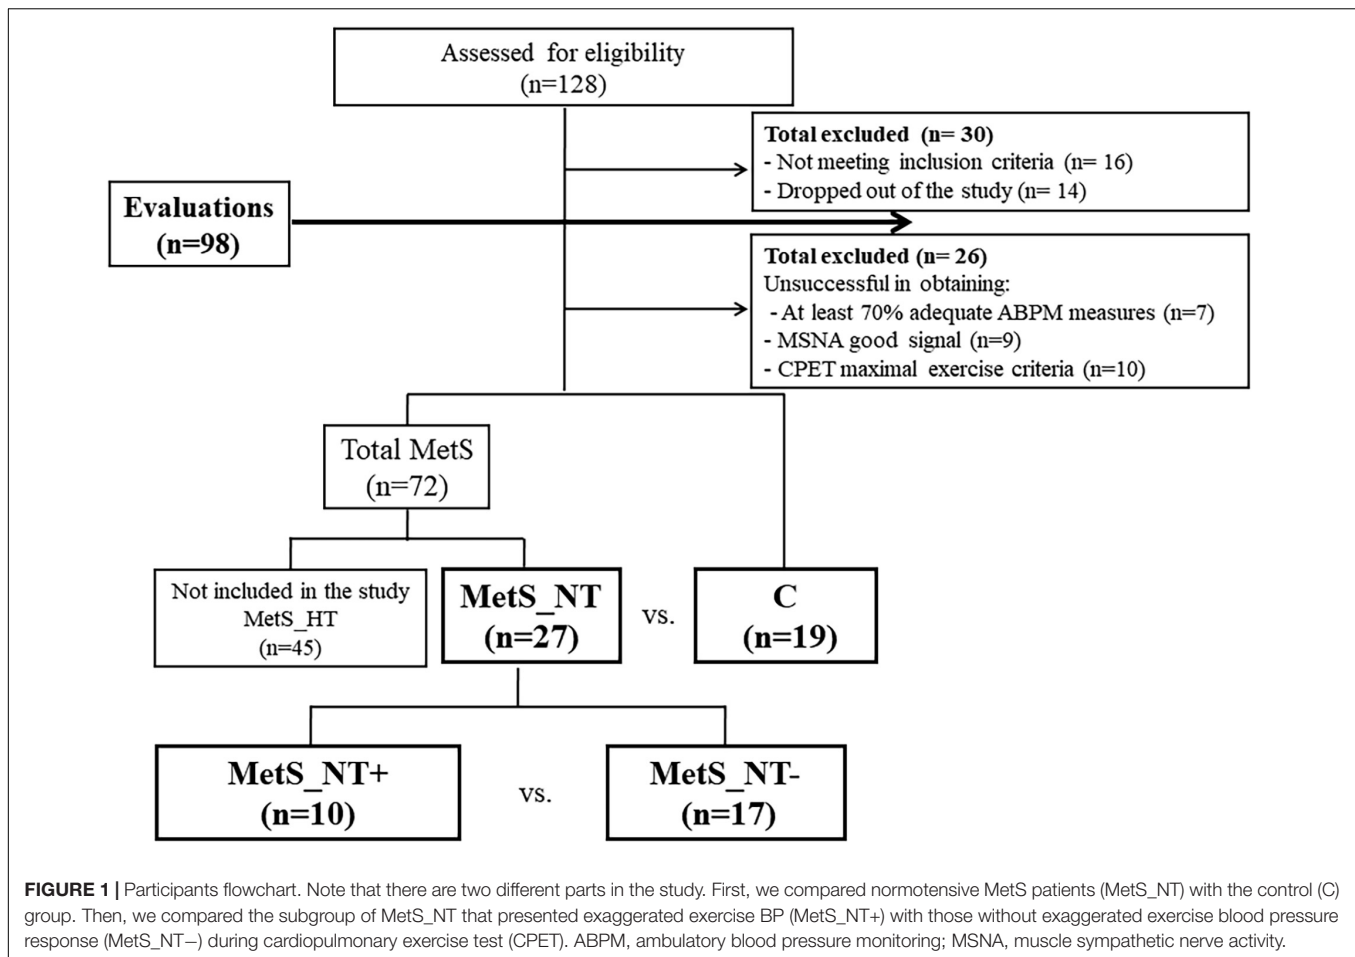 Assessed for eligibility
(n=128)
Total excluded (n= 30)
- Not meeting inclusion criteria (n= 16)
- Dropped out of the study (n= 14)
Evaluations
(n=98)
Total excluded (n= 26)
Unsuccessful in obtaining:
- At least 70% adequate ABPM measures (n=7)
- MSNA good signal (n=9)
- CPET maximal exercise criteria (n=10)
Total MetS
(n=72)
Not included in the study
MetS_HT
(n=45)
MetS_NT
(n=27)
vs.
C
(n=19)
MetS_NT+
(n=10)
vs.
MetS_NT-
(n=17)
FIGURE 1 | Participants flowchart. Note that there are two different parts in the study. First, we compared normotensive MetS patients (MetS_NT) with the control (C)
group. Then, we compared the subgroup of MetS_NT that presented exaggerated exercise BP (MetS_NT+) with those without exaggerated exercise blood pressure
response (MetS_NT−) during cardiopulmonary exercise test (CPET). ABPM, ambulatory blood pressure monitoring; MSNA, muscle sympathetic nerve activity.